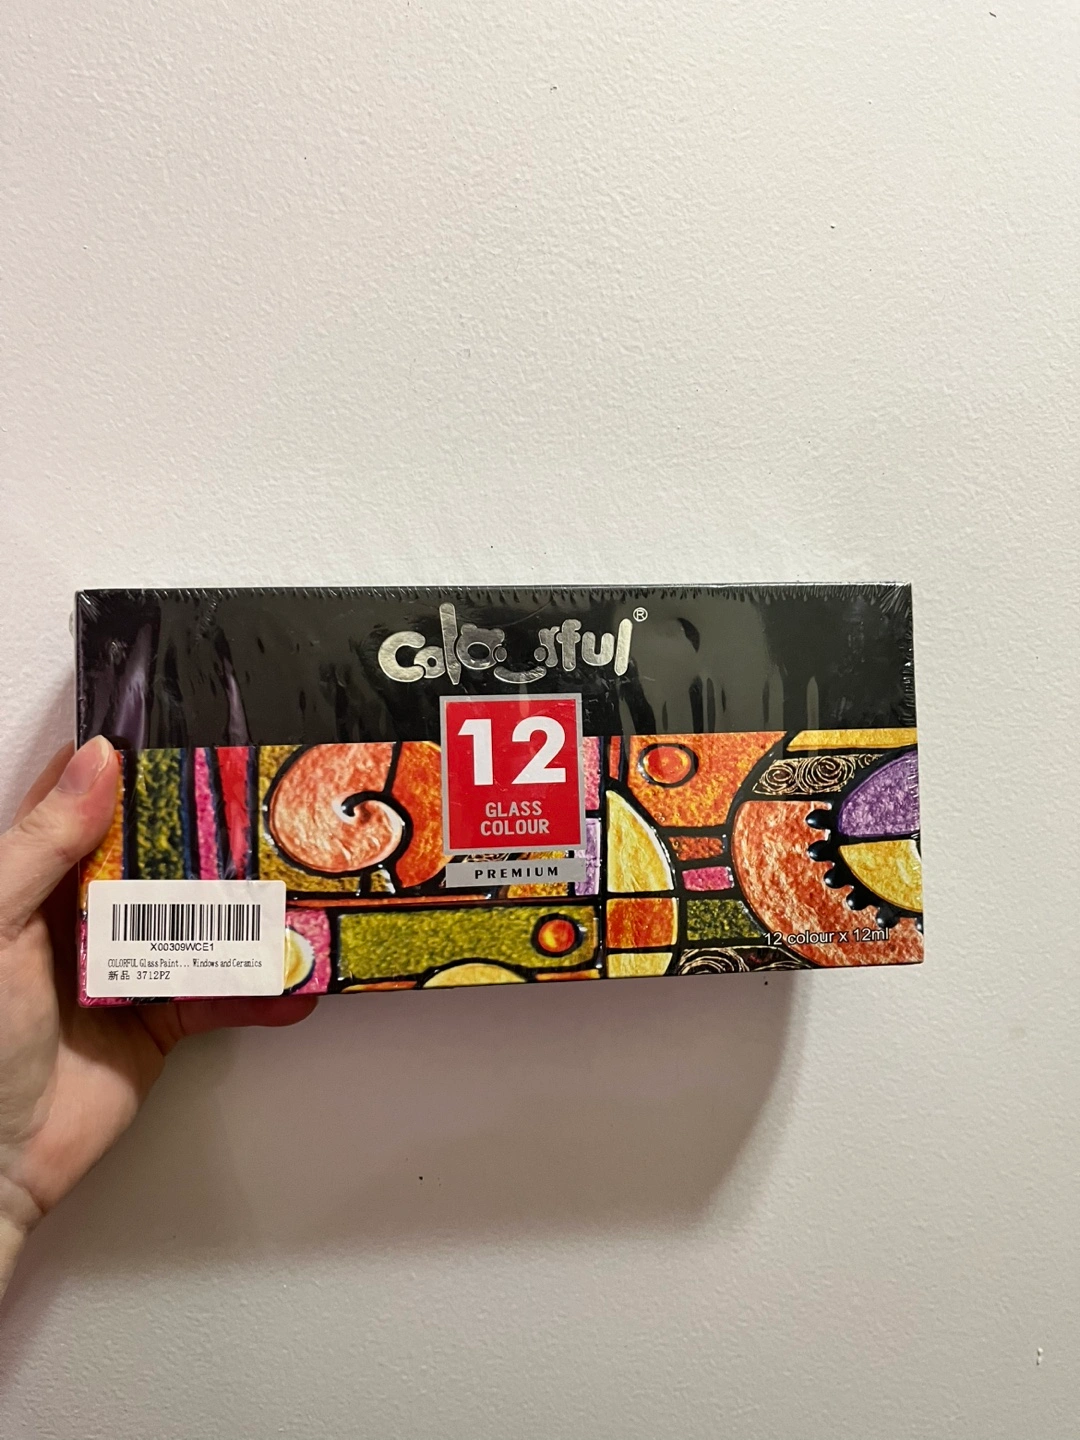 Colourful®
12
GLASS
COLOUR
PREMIUM
12 colour x 12ml
X00309WCE1
COLORFUL Glass Paint... Windows and Ceramics
新品 3712PZ